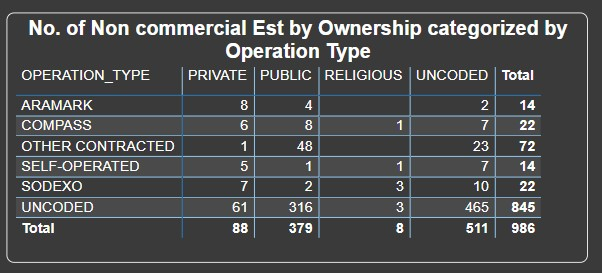 No. of Non commercial Est by Ownership categorized by
Operation Type
OPERATION_TYPE PRIVATE PUBLIC RELIGIOUS UNCODED Total
ARAMARK 8 4 2 14
COMPASS 6 8 1 7 22
OTHER CONTRACTED 1 48 23 72
SELF-OPERATED 5 1 1 7 14
SODEXO 7 2 3 10 22
UNCODED 61 316 3 465 845
Total 88 379 8 511 986